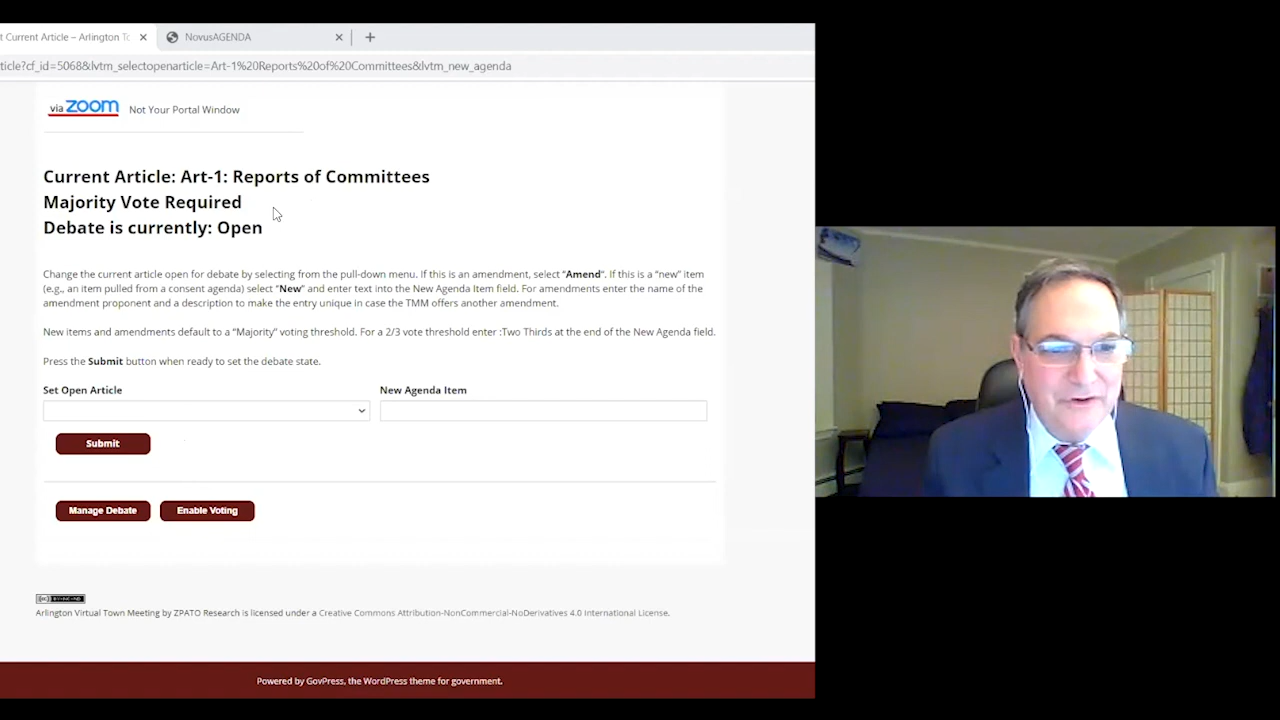 t Current Article – Arlington To
NovusAGENDA
ticle?cf_id=5068&lvtm_selectopenarticle=Art-1%20Reports%20of%20Committees&lvtm_new_agenda
via zoom Not Your Portal Window
Current Article: Art-1: Reports of Committees
Majority Vote Required
Debate is currently: Open
Change the current article open for debate by selecting from the pull-down menu. If this is an amendment, select “Amend”. If this is a “new” item
(e.g., an item pulled from a consent agenda) select “New” and enter text into the New Agenda Item field. For amendments enter the name of the
amendment proponent and a description to make the entry unique in case the TMM offers another amendment.
New items and amendments default to a “Majority” voting threshold. For a 2/3 vote threshold enter :Two Thirds at the end of the New Agenda field.
Press the Submit button when ready to set the debate state.
Set Open Article New Agenda Item
Submit
Manage Debate Enable Voting
Arlington Virtual Town Meeting by ZPATO Research is licensed under a Creative Commons Attribution-NonCommercial-NoDerivatives 4.0 International License.
Powered by GovPress, the WordPress theme for government.